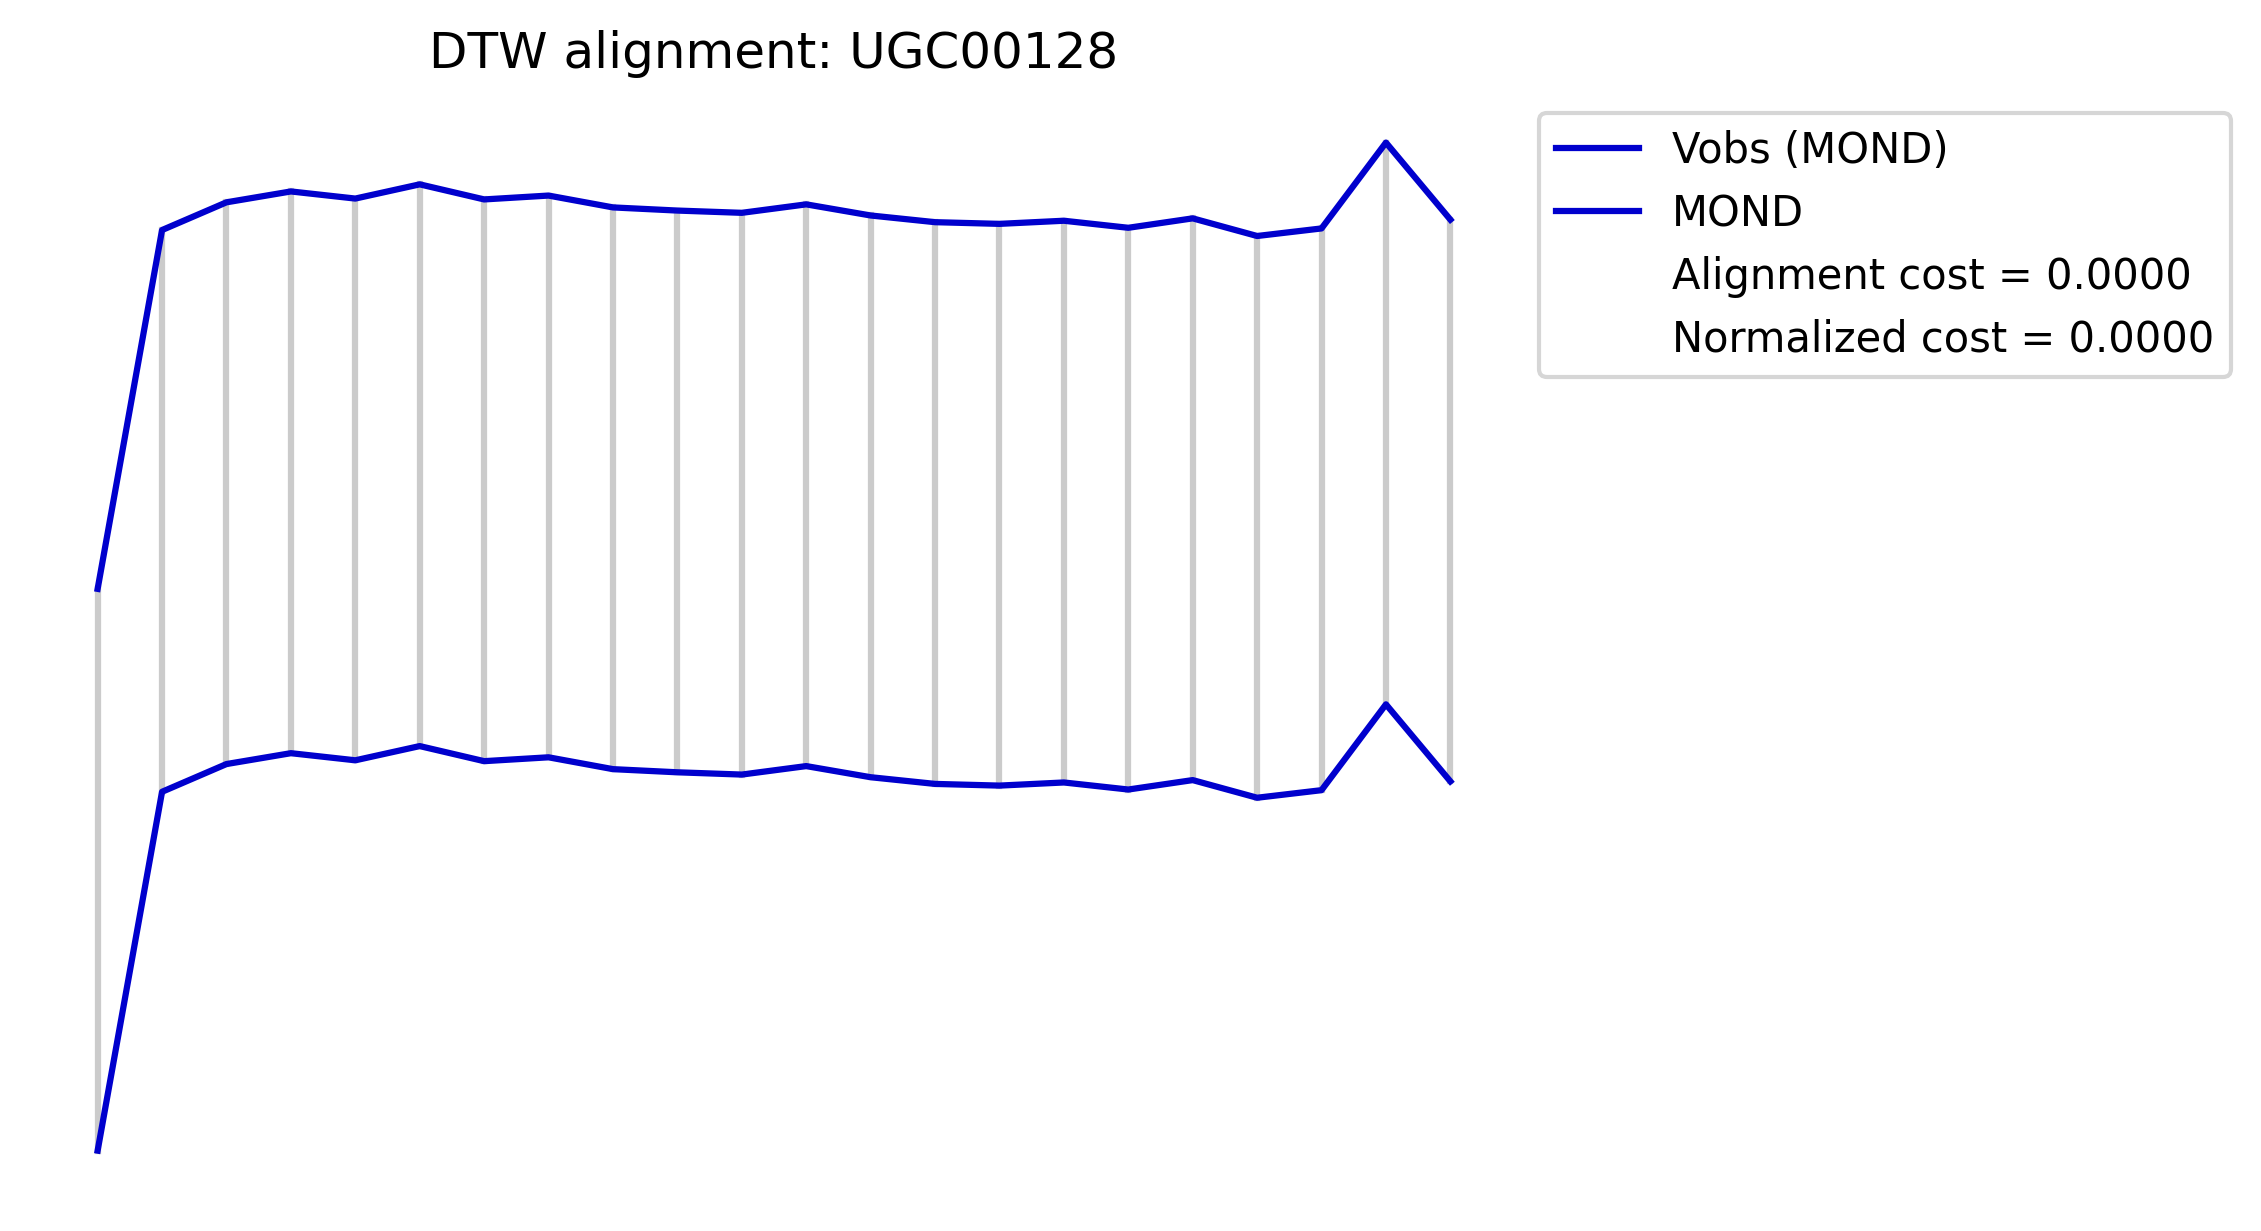 DTW alignment: UGC00128
Vobs (MOND)
MOND
Alignment cost = 0.0000
Normalized cost = 0.0000